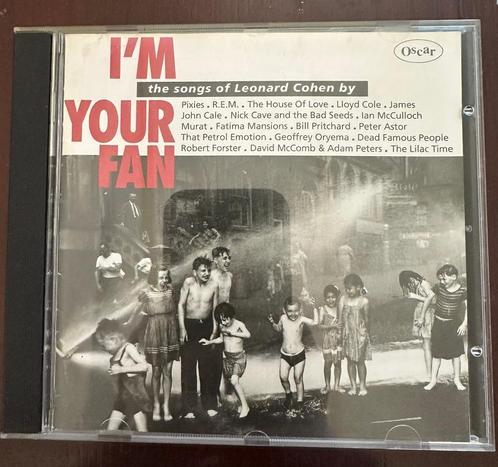 I'M
the songs of Leonard Cohen by
YOUR
FAN
Oscar
Pixies . R.E.M. . The House Of Love . Lloyd Cole . James
John Cale . Nick Cave and the Bad Seeds . Ian McCulloch
Murat . Fatima Mansions . Bill Pritchard . Peter Astor
That Petrol Emotion . Geoffrey Oryema . Dead Famous People
Robert Forster . David McComb & Adam Peters . The Lilac Time